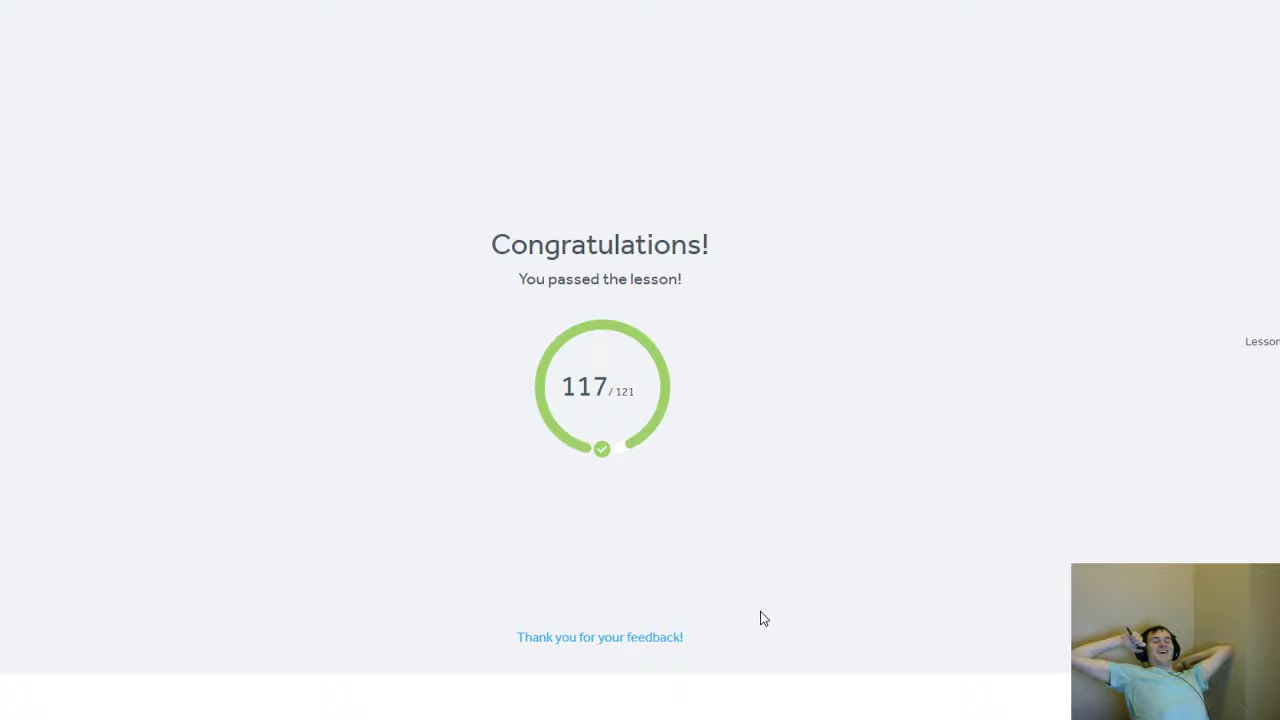 Congratulations!
You passed the lesson!
117 / 121
Lesson
Thank you for your feedback!